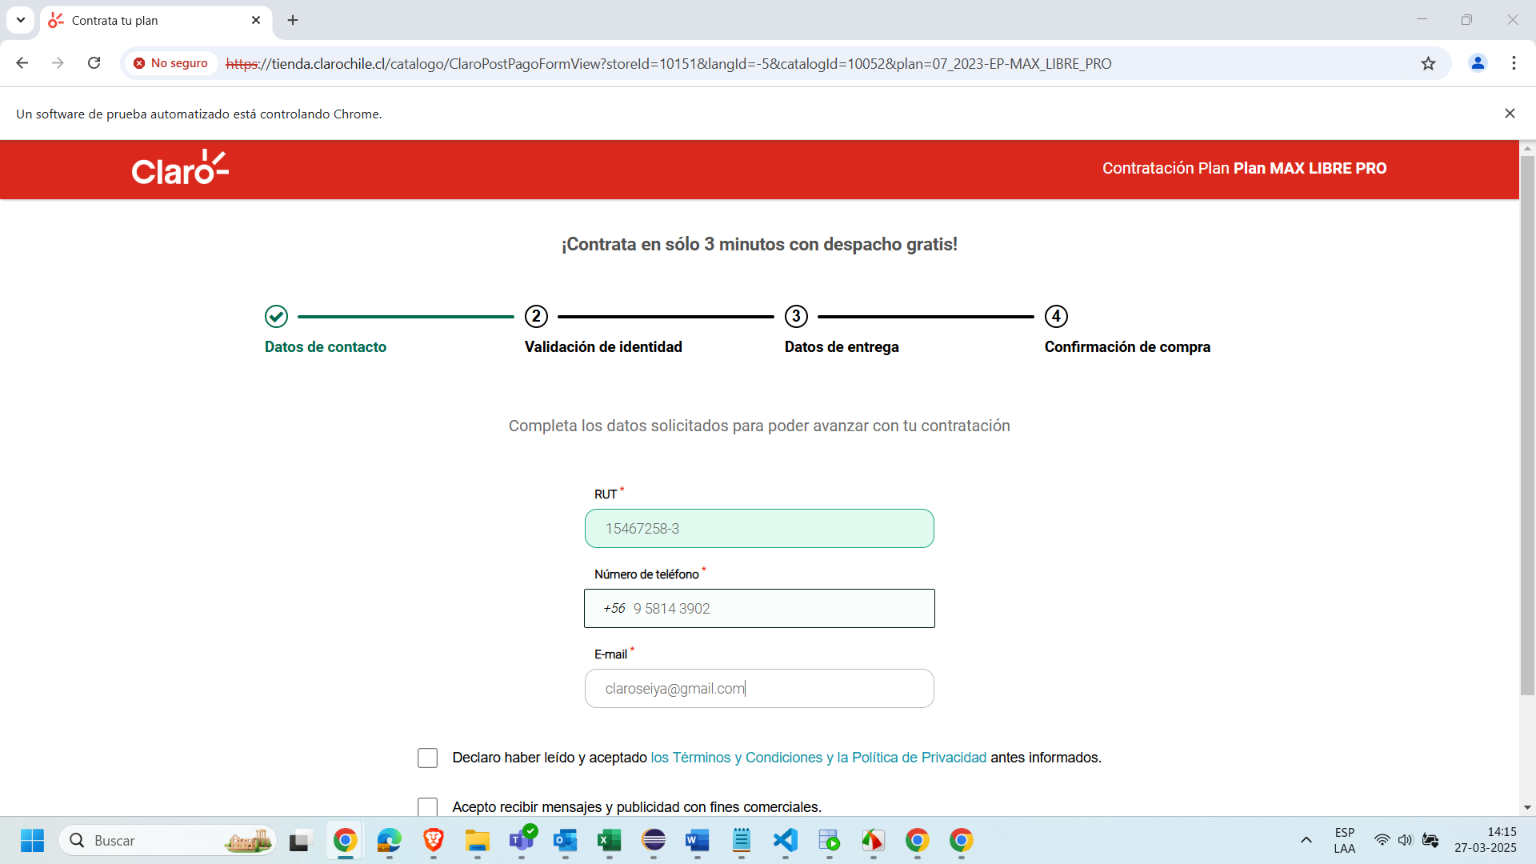 Contrata tu plan
No seguro
https://tienda.clarochile.cl/catalogo/ClaroPostPagoFormView?storeId=10151&langId=-5&catalogId=10052&plan=07_2023-EP-MAX_LIBRE_PRO
Un software de prueba automatizado está controlando Chrome.
Claro
Contratación Plan Plan MAX LIBRE PRO
¡Contrata en sólo 3 minutos con despacho gratis!
2 3 4
Datos de contacto Validación de identidad Datos de entrega Confirmación de compra
Completa los datos solicitados para poder avanzar con tu contratación
RUT *
15467258-3
Número de teléfono *
+56 9 5814 3902
E-mail *
claroseiya@gmail.com
Declaro haber leído y aceptado los Términos y Condiciones y la Política de Privacidad antes informados.
Acepto recibir mensajes y publicidad con fines comerciales.
Buscar
ESP
LAA
14:15
27-03-2025